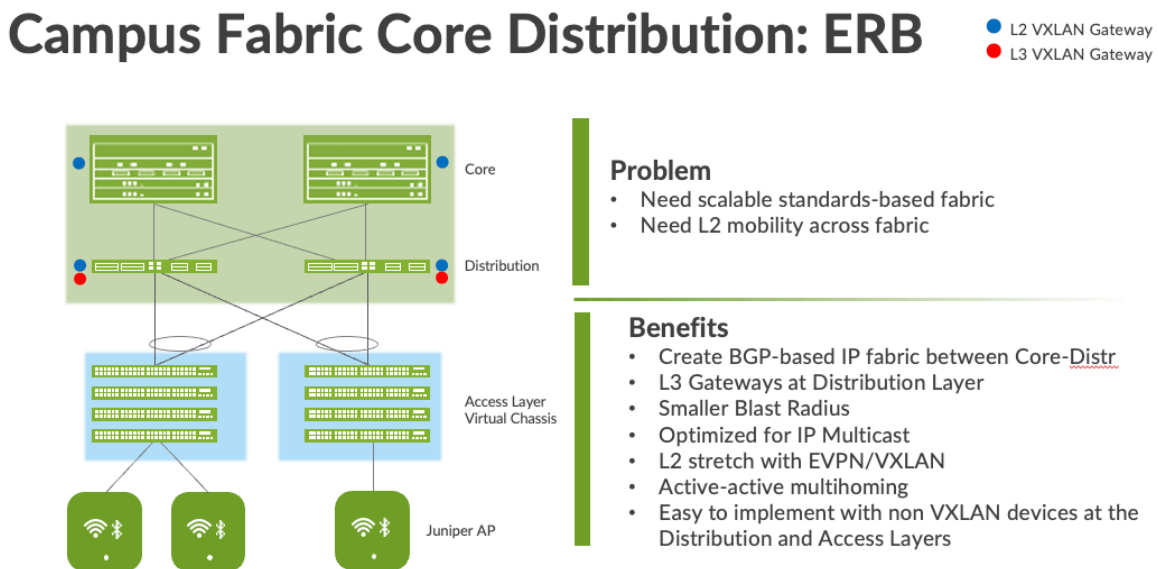 Campus Fabric Core Distribution: ERB
L2 VXLAN Gateway
L3 VXLAN Gateway
Core
Distribution
Access Layer
Virtual Chassis
Juniper AP
Problem
• Need scalable standards-based fabric
• Need L2 mobility across fabric
Benefits
• Create BGP-based IP fabric between Core-Distr
• L3 Gateways at Distribution Layer
• Smaller Blast Radius
• Optimized for IP Multicast
• L2 stretch with EVPN/VXLAN
• Active-active multihoming
• Easy to implement with non VXLAN devices at the
Distribution and Access Layers